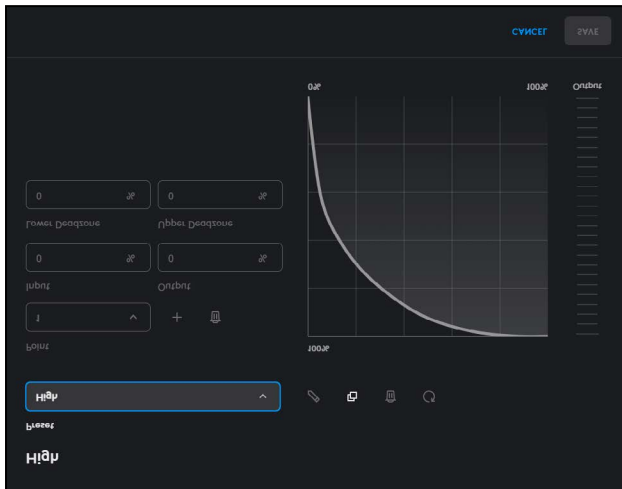 High
Preset
High
Point
100%
1
Input Output
0 % 0 %
Lower Deadzone Upper Deadzone
0 % 0 %
0% 100% Output
CANCEL SAVE